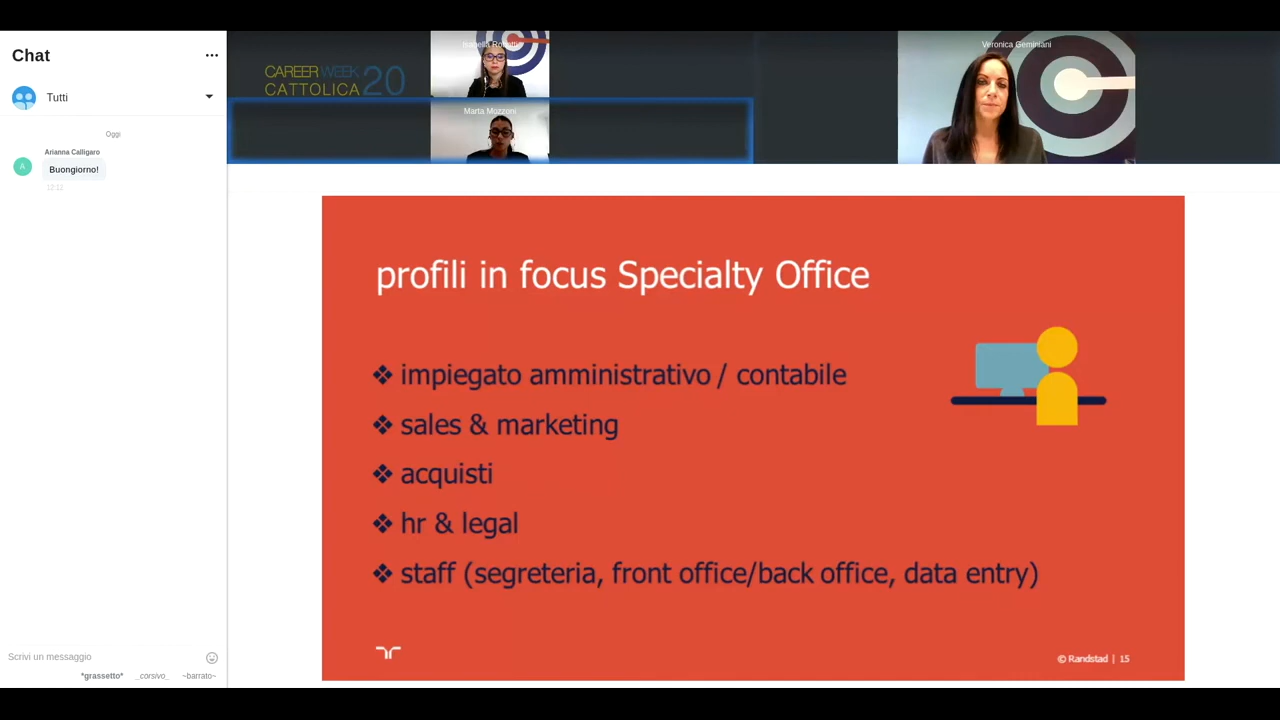 Chat
Tutti
Oggi
Arianna Calligaro
A
Buongiorno!
12:12
Scrivi un messaggio
*grassetto* _corsivo_ ~barrato~
CAREER WEEK
CATTOLICA 20
Isabella
Marta Mozzoni
Veronica Geminiani
profili in focus Specialty Office
❖ impiegato amministrativo / contabile
❖ sales & marketing
❖ acquisti
❖ hr & legal
❖ staff (segreteria, front office/back office, data entry)
© Randstad | 15